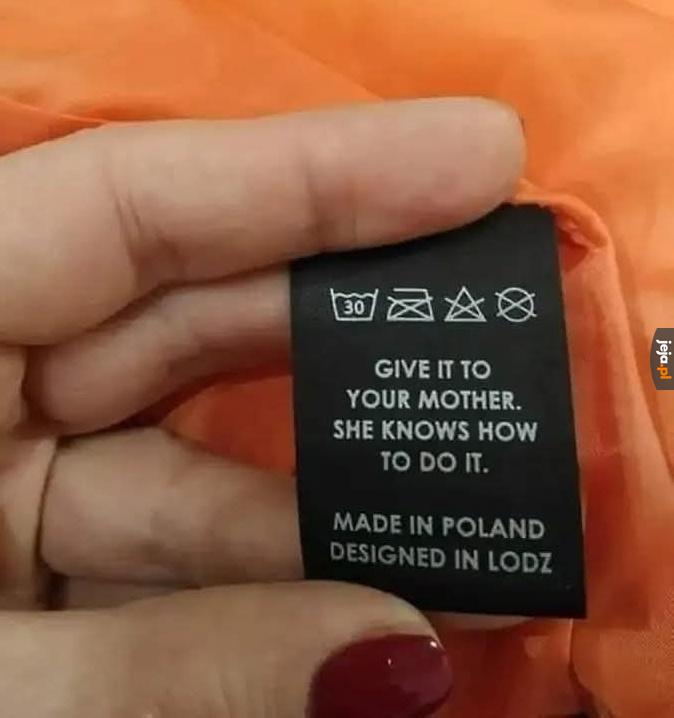 30
GIVE IT TO
YOUR MOTHER.
SHE KNOWS HOW
TO DO IT.
MADE IN POLAND
DESIGNED IN LODZ
jeja.pl